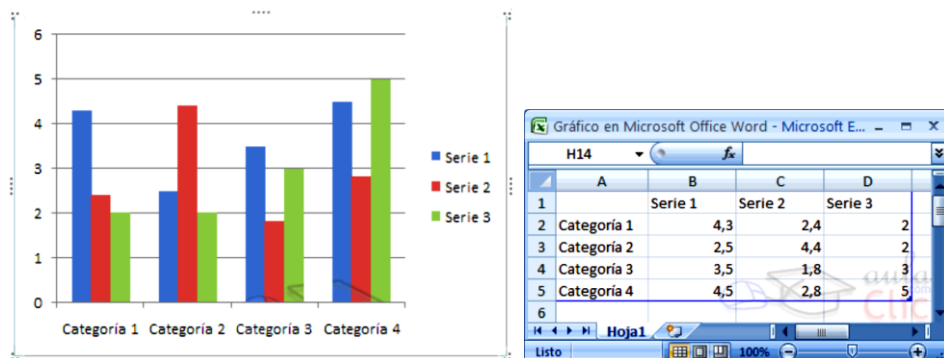 6
5
4
3
2
1
0
Categoría 1 Categoría 2 Categoría 3 Categoría 4
Serie 1
Serie 2
Serie 3
Gráfico en Microsoft Office Word - Microsoft E...
H14 fx
A B C D
1 Serie 1 Serie 2 Serie 3
2 Categoría 1 4,3 2,4 2
3 Categoría 2 2,5 4,4 2
4 Categoría 3 3,5 1,8 3
5 Categoría 4 4,5 2,8 5
6
aula
Clic
.com
Hoja1
Listo 100%